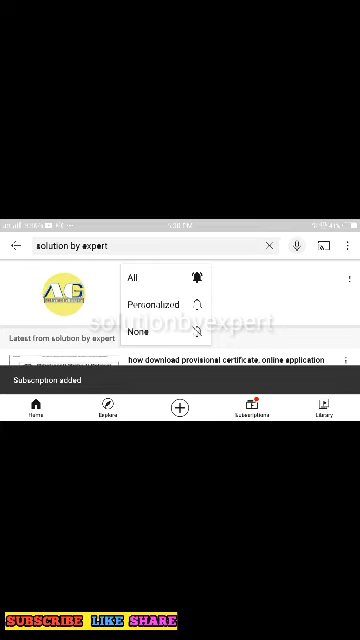 solution by expert
All
AG
Personalized
solutionbyexpert
None
Latest from solution by expert
how download provisional certificate, online application
Subscription added
Home
Explore
Subscriptions
Library
SUBSCRIBE LIKE SHARE